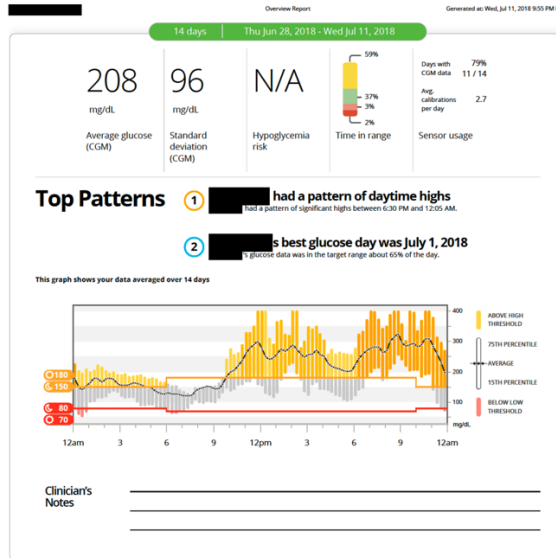 Overview Report
Generated at: Wed, Jul 11, 2018 9:55 PM
14 days | Thu Jun 28, 2018 - Wed Jul 11, 2018
208
mg/dL
Average glucose
(CGM)
96
mg/dL
Standard
deviation
(CGM)
N/A
Hypoglycemia
risk
59%
37%
3%
2%
Time in range
Days with
CGM data
79%
11 / 14
Avg.
calibrations
per day
2.7
Sensor usage
Top Patterns
1
had a pattern of daytime highs
had a pattern of significant highs between 6:30 PM and 12:05 AM.
2
s best glucose day was July 1, 2018
's glucose data was in the target range about 65% of the day.
This graph shows your data averaged over 14 days
180
150
80
70
400
300
200
100
mg/dL
12am 3 6 9 12pm 3 6 9 12am
ABOVE HIGH
THRESHOLD
75TH PERCENTILE
AVERAGE
15TH PERCENTILE
BELOW LOW
THRESHOLD
Clinician's
Notes